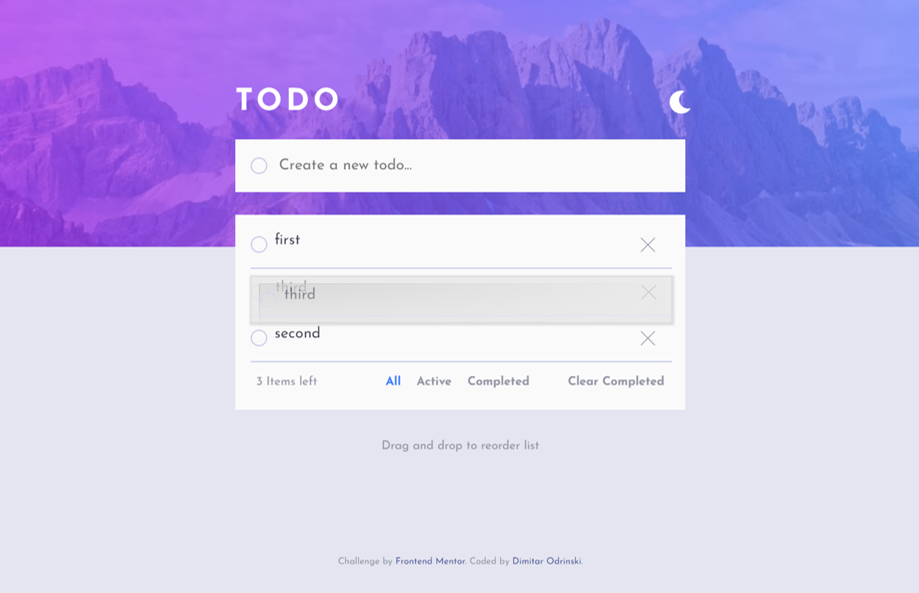 TODO
Create a new todo...
first
third
third
second
3 Items left All Active Completed Clear Completed
Drag and drop to reorder list
Challenge by Frontend Mentor. Coded by Dimitar Odrinski.